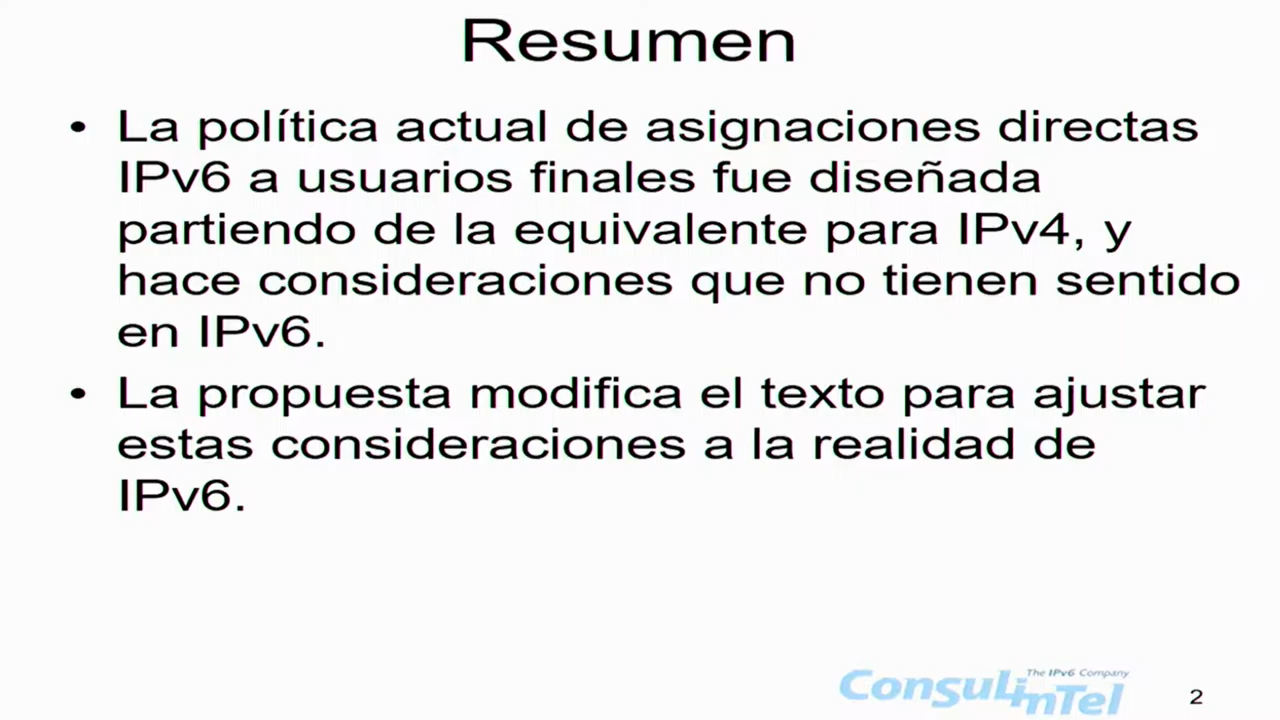 Resumen
• La política actual de asignaciones directas
IPv6 a usuarios finales fue diseñada
partiendo de la equivalente para IPv4, y
hace consideraciones que no tienen sentido
en IPv6.
• La propuesta modifica el texto para ajustar
estas consideraciones a la realidad de
IPv6.
The IPv6 Company
ConsulinTel
2